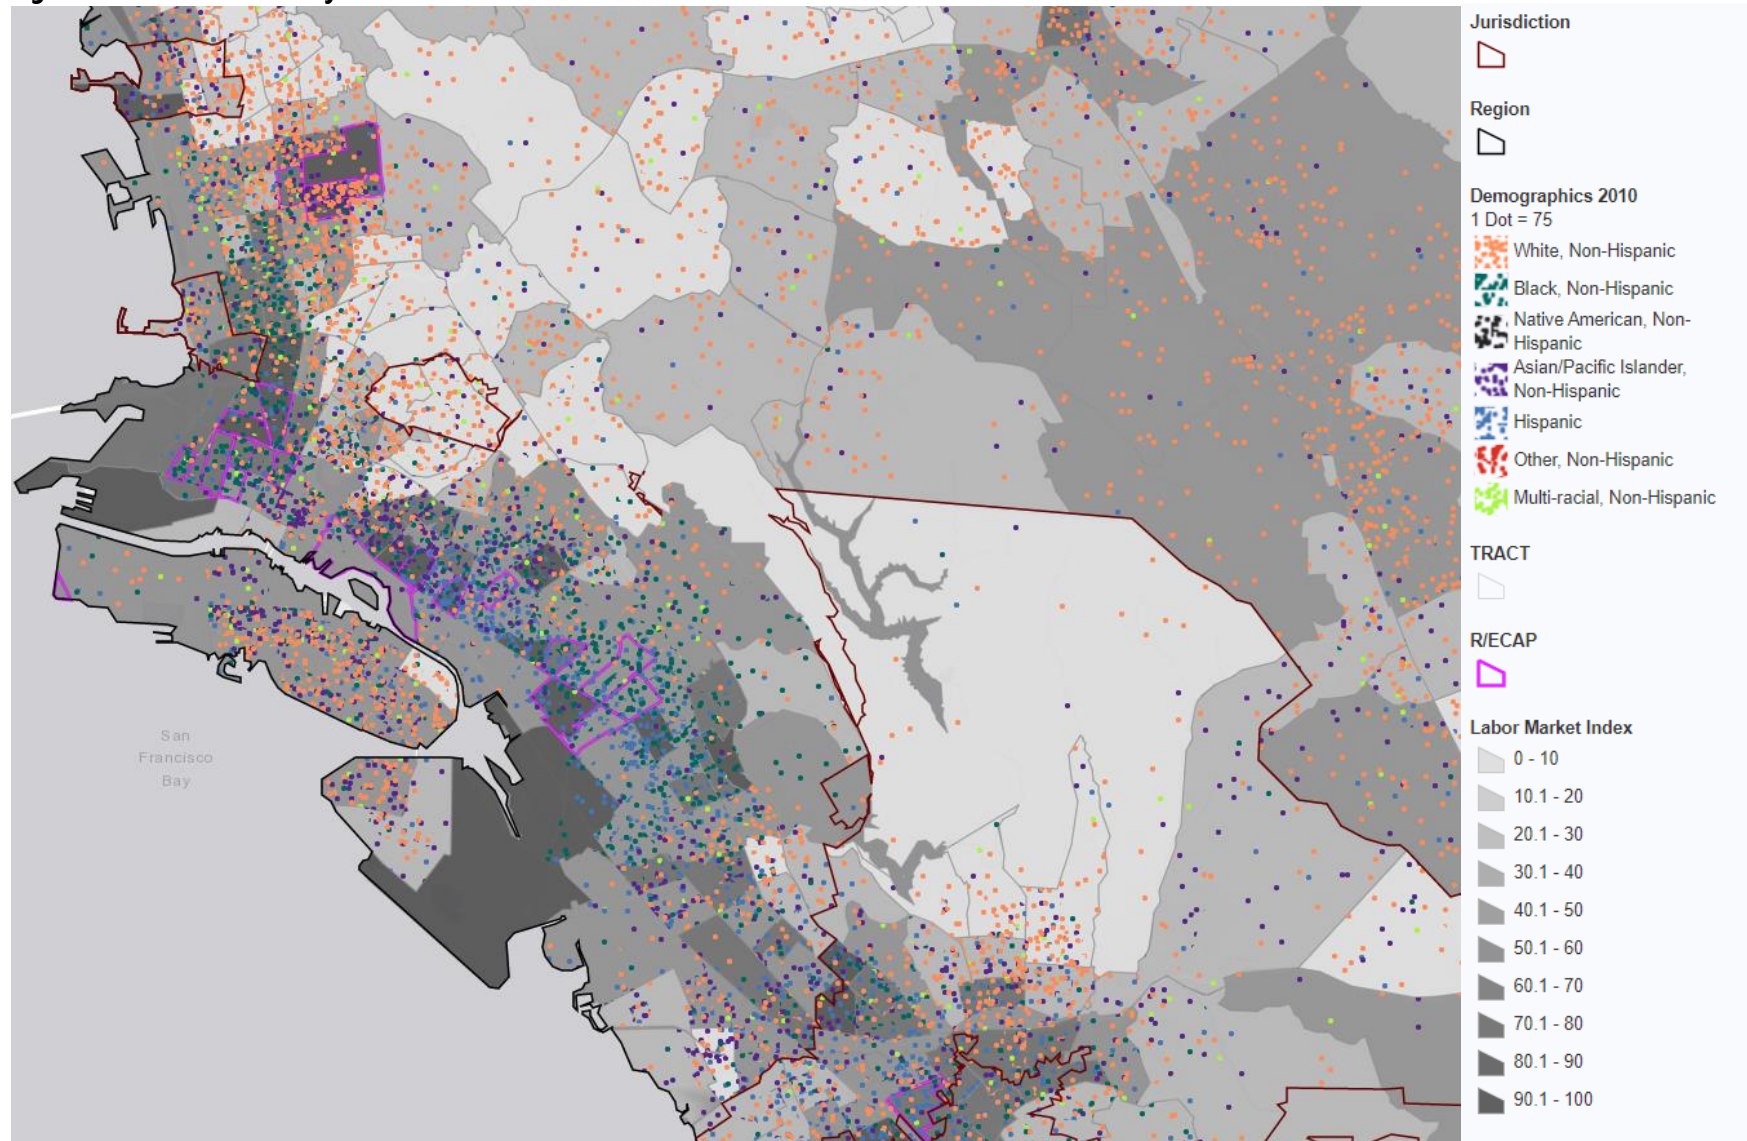 San
Francisco
Bay
Jurisdiction
Region
Demographics 2010
1 Dot = 75
White, Non-Hispanic
Black, Non-Hispanic
Native American, Non-
Hispanic
Asian/Pacific Islander,
Non-Hispanic
Hispanic
Other, Non-Hispanic
Multi-racial, Non-Hispanic
TRACT
R/ECAP
Labor Market Index
0 - 10
10.1 - 20
20.1 - 30
30.1 - 40
40.1 - 50
50.1 - 60
60.1 - 70
70.1 - 80
80.1 - 90
90.1 - 100